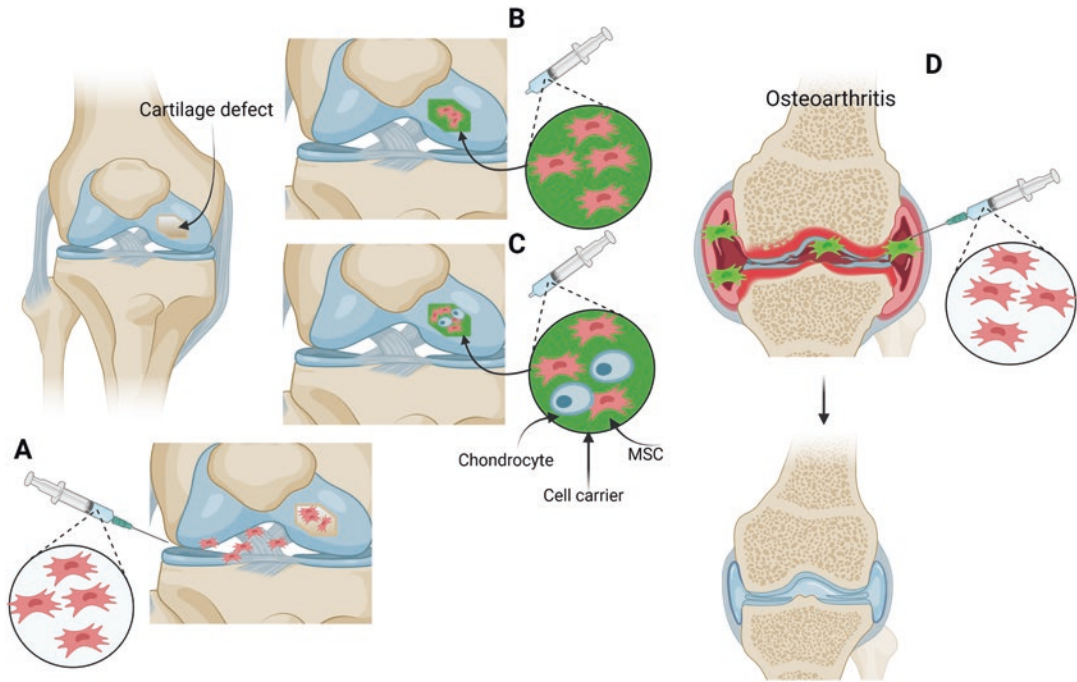 B
D
Cartilage defect
Osteoarthritis
C
Chondrocyte
MSC
Cell carrier
A